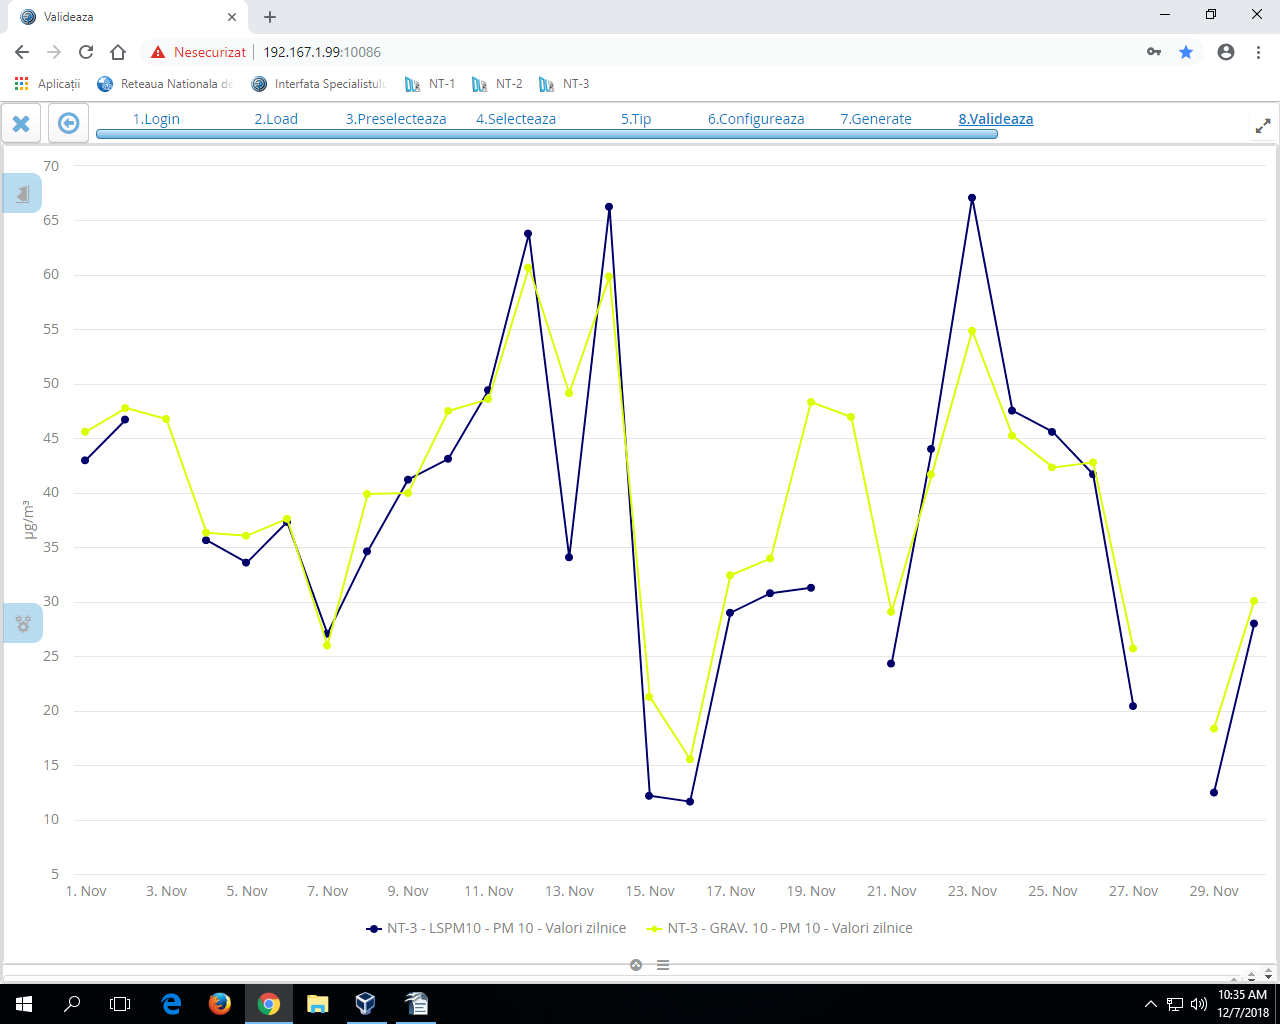 Valideaza
Nesecurizat 192.167.1.99:10086
Aplicații Reteaua Nationala de Interfata Specialistulu NT-1 NT-2 NT-3
1.Login 2.Load 3.Preselecteaza 4.Selecteaza 5.Tip 6.Configureaza 7.Generate 8.Valideaza
70
65
60
55
50
45
40
35
30
25
20
15
10
5
µg/m³
1. Nov 3. Nov 5. Nov 7. Nov 9. Nov 11. Nov 13. Nov 15. Nov 17. Nov 19. Nov 21. Nov 23. Nov 25. Nov 27. Nov 29. Nov
NT-3 - LSPM10 - PM 10 - Valori zilnice NT-3 - GRAV. 10 - PM 10 - Valori zilnice
10:35 AM
12/7/2018